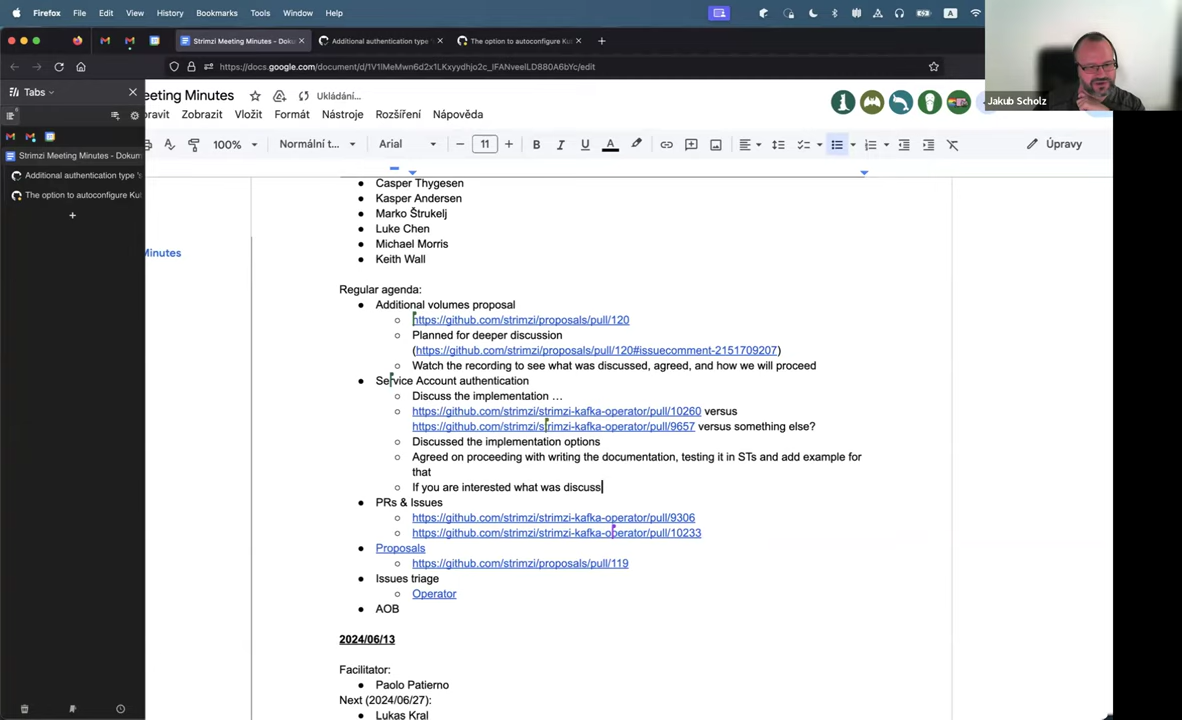 Firefox File Edit View History Bookmarks Tools Window Help
Strimzi Meeting Minutes - Doku
Additional authentication type '
The option to autoconfigure Kub
https://docs.google.com/document/d/1V1lMeMwn6d2x1LKxyydhjo2c_lFANveelLD880A6bYc/edit
Tabs
Strimzi Meeting Minutes - Dokum
Additional authentication type 's
The option to autoconfigure Kul
eeting Minutes
Ukládání…
pravit Zobrazit Vložit Formát Nástroje Rozšíření Nápověda
100% Normální t… Arial 11 Úpravy
Jakub Scholz
Minutes
Casper Thygesen
Kasper Andersen
Marko Štrukelj
Luke Chen
Michael Morris
Keith Wall
Regular agenda:
Additional volumes proposal
https://github.com/strimzi/proposals/pull/120
Planned for deeper discussion
(https://github.com/strimzi/proposals/pull/120#issuecomment-2151709207)
Watch the recording to see what was discussed, agreed, and how we will proceed
Service Account authentication
Discuss the implementation …
https://github.com/strimzi/strimzi-kafka-operator/pull/10260 versus
https://github.com/strimzi/strimzi-kafka-operator/pull/9657 versus something else?
Discussed the implementation options
Agreed on proceeding with writing the documentation, testing it in STs and add example for
that
If you are interested what was discuss
PRs & Issues
https://github.com/strimzi/strimzi-kafka-operator/pull/9306
https://github.com/strimzi/strimzi-kafka-operator/pull/10233
Proposals
https://github.com/strimzi/proposals/pull/119
Issues triage
Operator
AOB
2024/06/13
Facilitator:
Paolo Patierno
Next (2024/06/27):
Lukas Kral